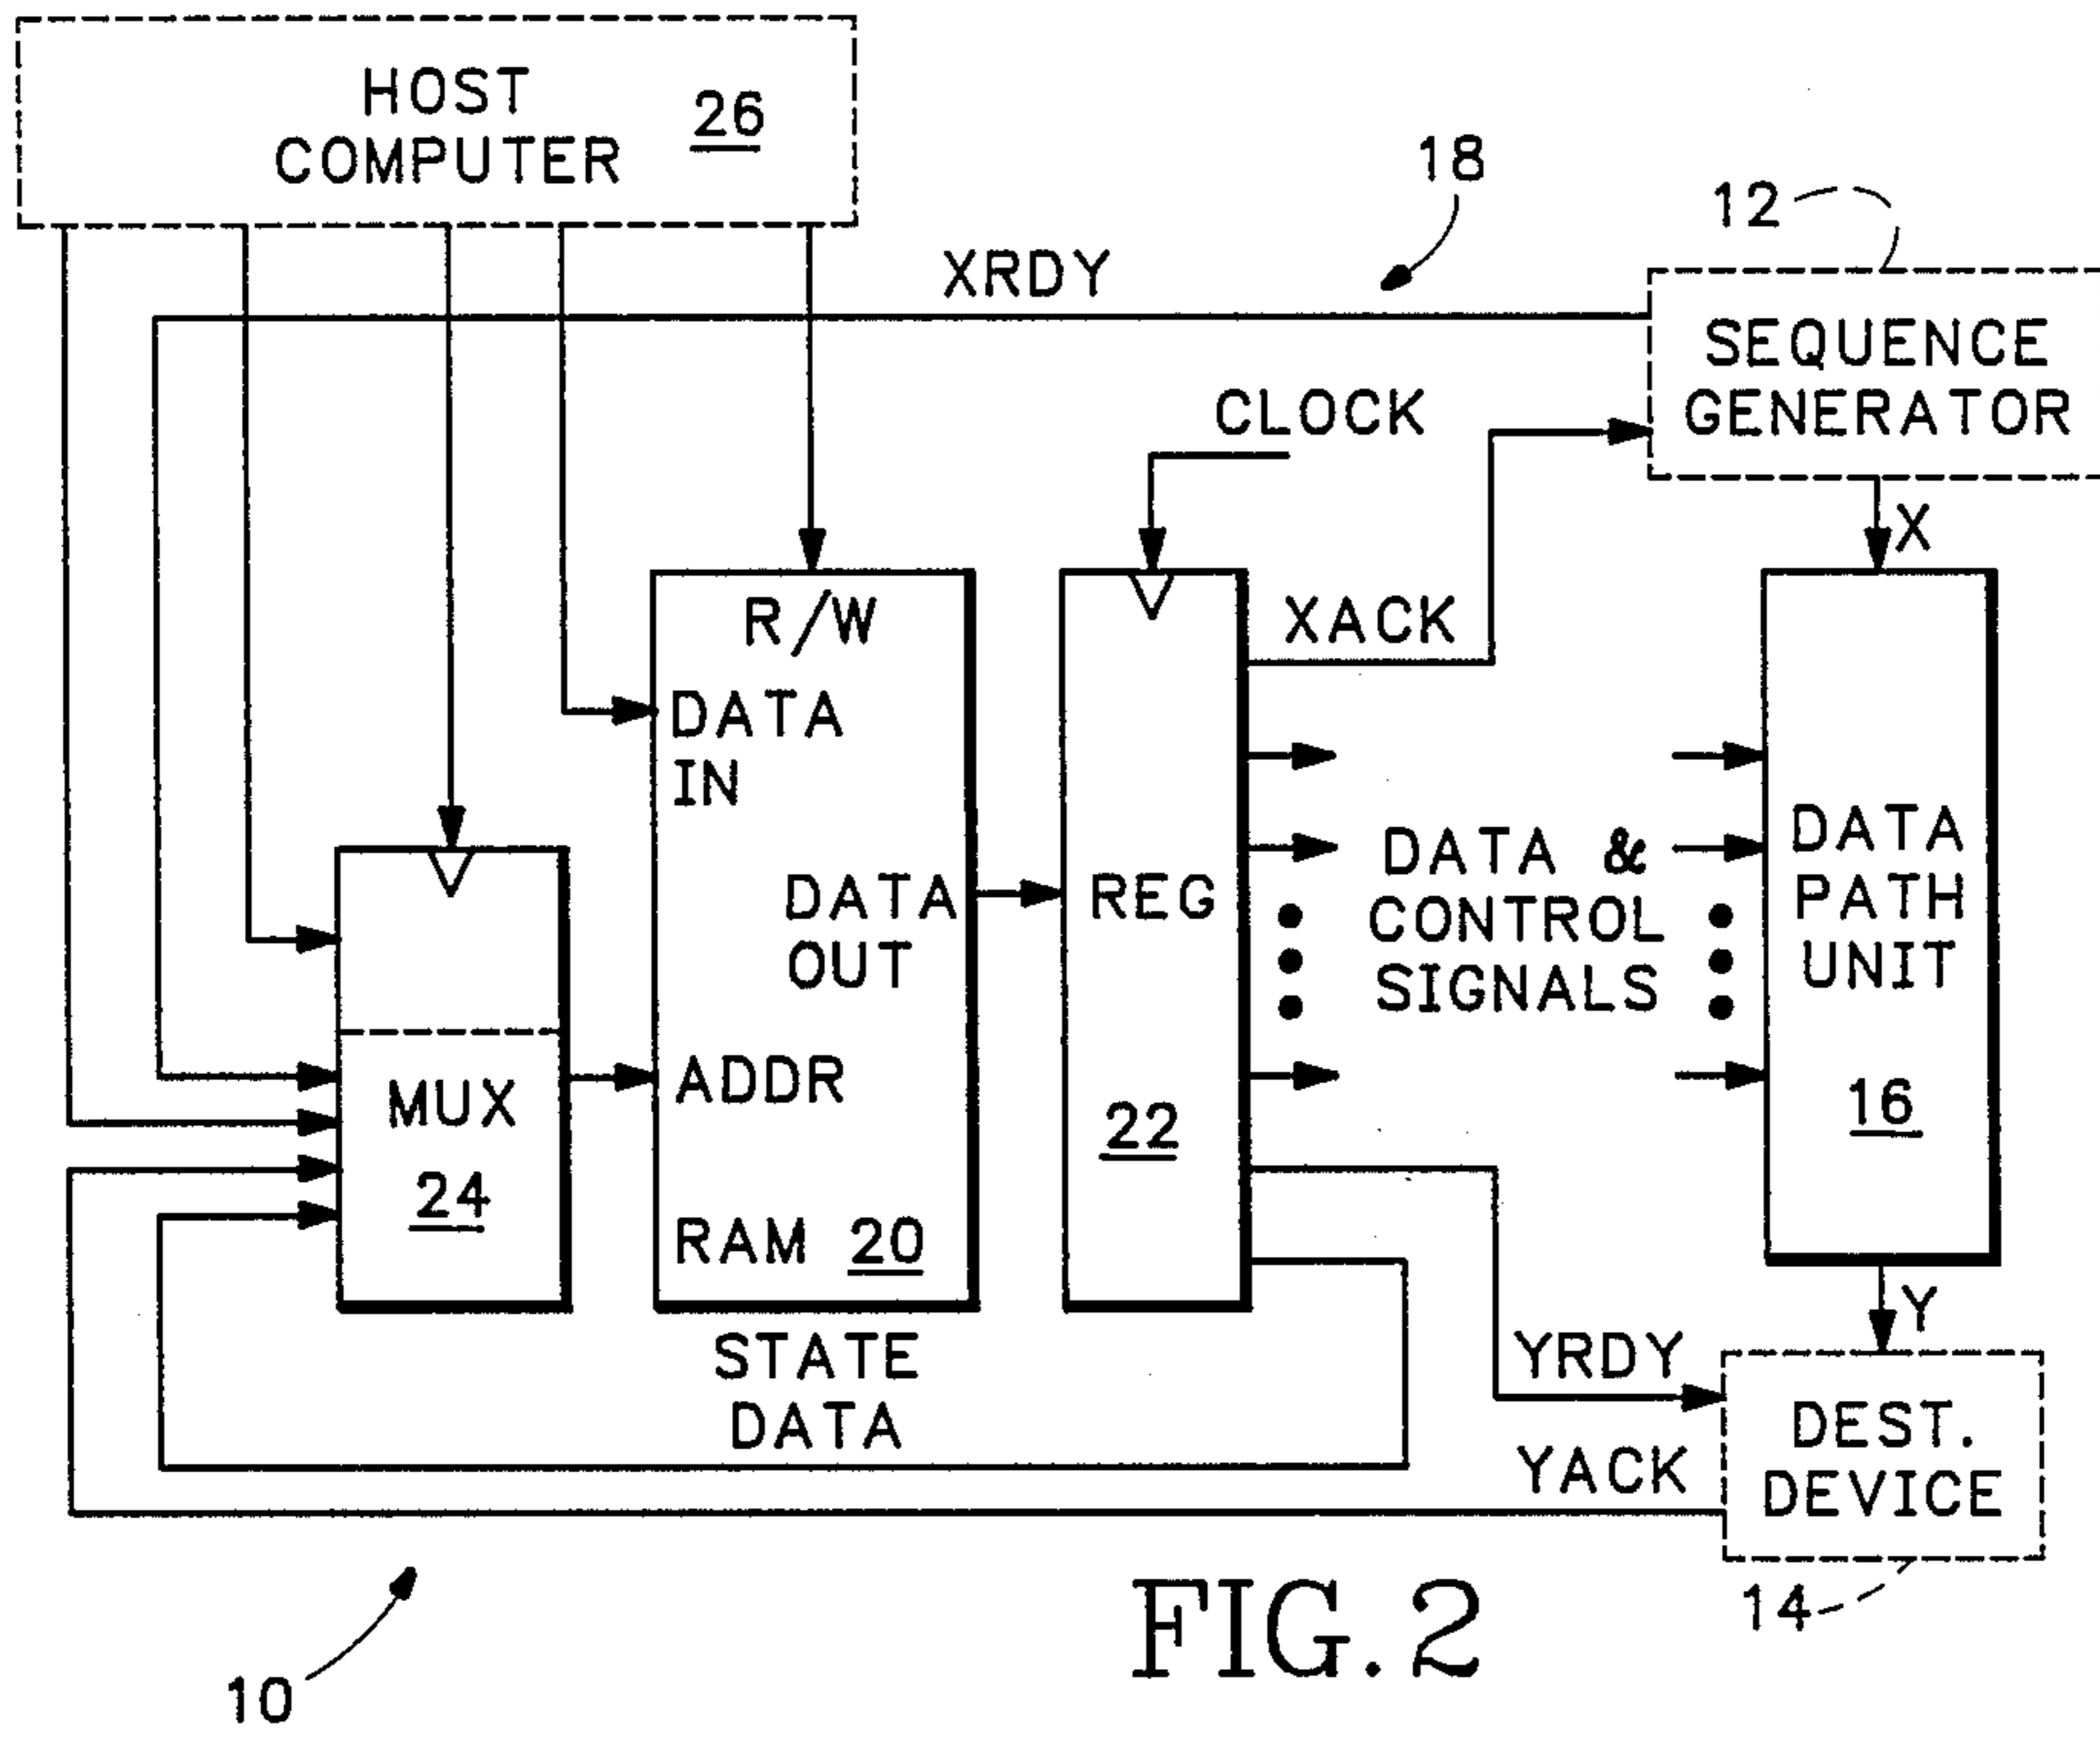 HOST
COMPUTER
26
18
12
XRDY
SEQUENCE
GENERATOR
CLOCK
X
R/W
XACK
DATA
IN
DATA
OUT
REG
DATA &
CONTROL
SIGNALS
DATA
PATH
UNIT
MUX
24
ADDR
22
16
RAM 20
STATE
DATA
Y
YRDY
YACK
DEST.
DEVICE
14
10
FIG. 2